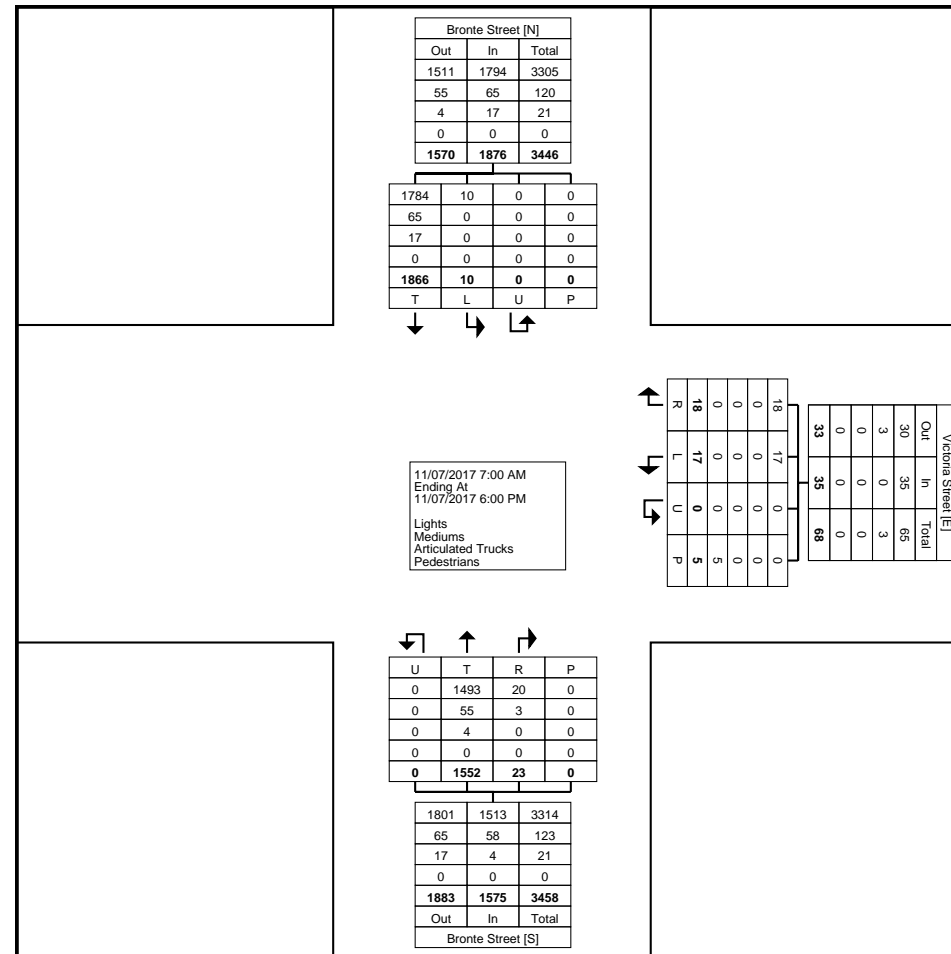 Bronte Street [N]
Out In Total
1511 1794 3305
55 65 120
4 17 21
0 0 0
1570 1876 3446
1784 10 0 0
65 0 0 0
17 0 0 0
0 0 0 0
1866 10 0 0
T L U P
Victoria Street [E]
Out In Total
30 35 65
3 0 3
0 0 0
0 0 0
33 35 68
18 17 0 0
0 0 0 0
0 0 0 0
0 0 0 5
18 17 0 5
R L U P
11/07/2017 7:00 AM
Ending At
11/07/2017 6:00 PM
Lights
Mediums
Articulated Trucks
Pedestrians
U T R P
0 1493 20 0
0 55 3 0
0 4 0 0
0 0 0 0
0 1552 23 0
1801 1513 3314
65 58 123
17 4 21
0 0 0
1883 1575 3458
Out In Total
Bronte Street [S]